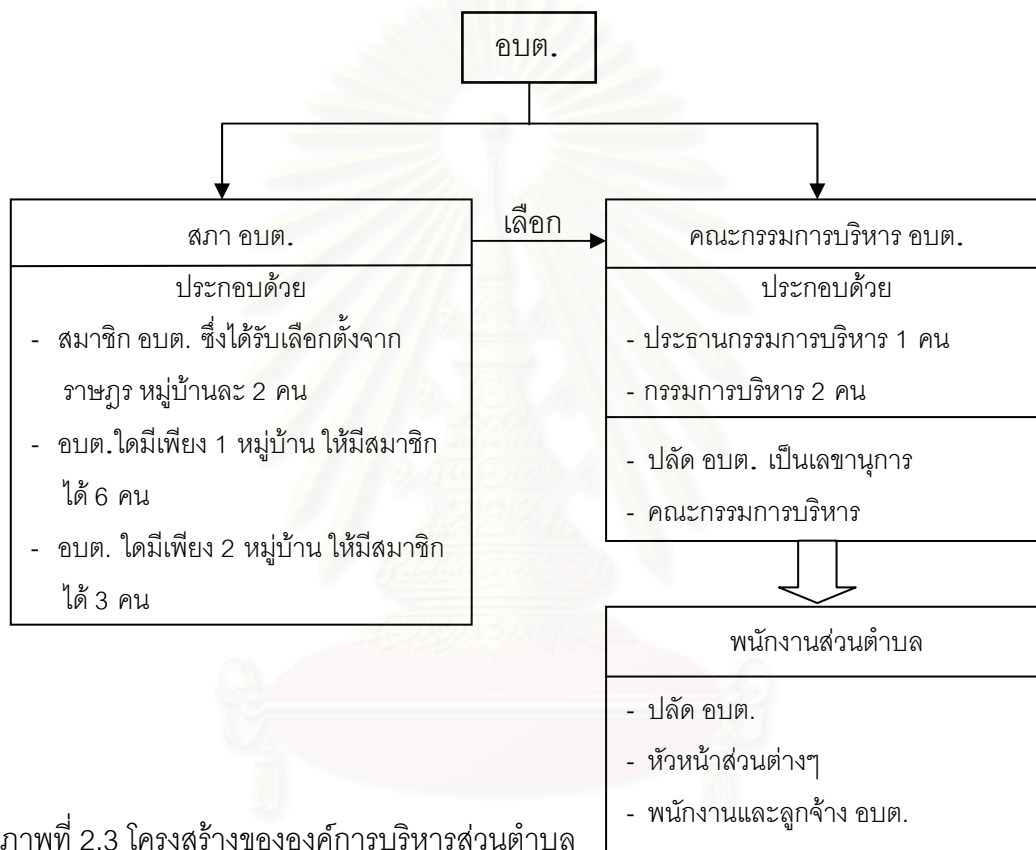 อบต.
สภา อบต.
ประกอบด้วย
- สมาชิก อบต. ซึ่งได้รับเลือกตั้งจาก
ราษฎร หมู่บ้านละ 2 คน
- อบต.ใดมีเพียง 1 หมู่บ้าน ให้มีสมาชิก
ได้ 6 คน
- อบต. ใดมีเพียง 2 หมู่บ้าน ให้มีสมาชิก
ได้ 3 คน
เลือก
คณะกรรมการบริหาร อบต.
ประกอบด้วย
- ประธานกรรมการบริหาร 1 คน
- กรรมการบริหาร 2 คน
- ปลัด อบต. เป็นเลขานุการ
- คณะกรรมการบริหาร
พนักงานส่วนตำบล
- ปลัด อบต.
- หัวหน้าส่วนต่างๆ
- พนักงานและลูกจ้าง อบต.
ภาพที่ 2.3 โครงสร้างขององค์การบริหารส่วนตำบล